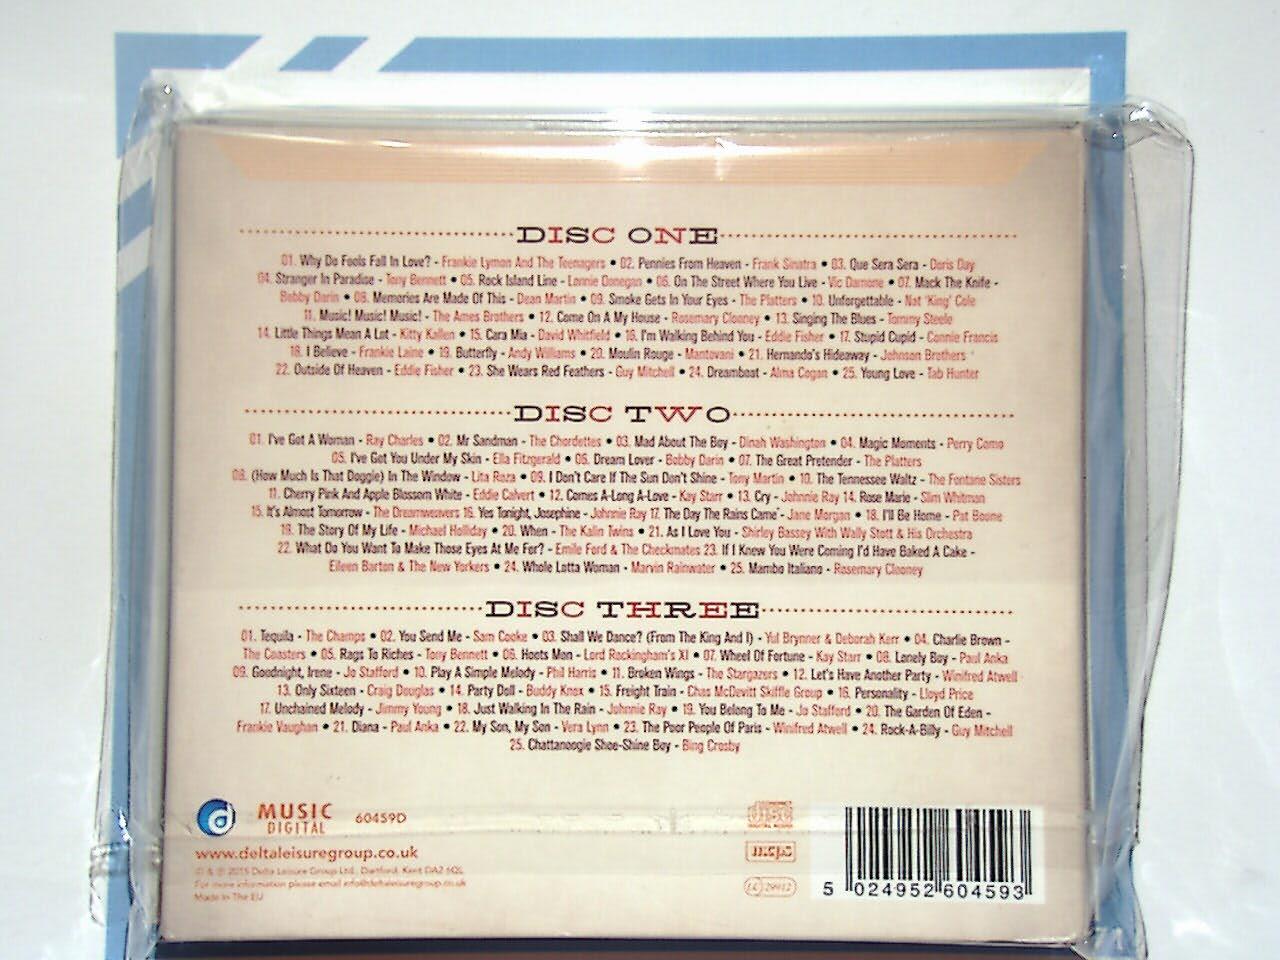 DISC ONE
01. Why Do Fools Fall In Love? - Frankie Lymon And The Teenagers • 02. Pennies From Heaven - Frank Sinatra • 03. Que Sera Sera - Doris Day
04. Stranger In Paradise - Tony Bennett • 05. Rock Island Line - Lonnie Donegan • 06. On The Street Where You Live - Vic Damone • 07. Mack The Knife -
Bobby Darin • 08. Memories Are Made Of This - Dean Martin • 09. Smoke Gets In Your Eyes - The Platters • 10. Unforgettable - Nat 'King' Cole
11. Music! Music! Music! - The Ames Brothers • 12. Come On A My House - Rosemary Clooney • 13. Singing The Blues - Tommy Steele
14. Little Things Mean A Lot - Kitty Kallen • 15. Cara Mia - David Whitfield • 16. I'm Walking Behind You - Eddie Fisher • 17. Stupid Cupid - Connie Francis
18. I Believe - Frankie Laine • 19. Butterfly - Andy Williams • 20. Moulin Rouge - Mantovani • 21. Hernando's Hideaway - Johnson Brothers
22. Outside Of Heaven - Eddie Fisher • 23. She Wears Red Feathers - Guy Mitchell • 24. Dreamboat - Alma Cogan • 25. Young Love - Tab Hunter
DISC TWO
01. I've Got A Woman - Ray Charles • 02. Mr Sandman - The Chordettes • 03. Mad About The Boy - Dinah Washington • 04. Magic Moments - Perry Como
05. I've Got You Under My Skin - Ella Fitzgerald • 06. Dream Lover - Bobby Darin • 07. The Great Pretender - The Platters
08. (How Much Is That Doggie) In The Window - Lita Roza • 09. I Don't Care If The Sun Don't Shine - Tony Martin • 10. The Tennessee Waltz - The Fontane Sisters
11. Cherry Pink And Apple Blossom White - Eddie Calvert • 12. Comes A-Long A-Love - Kay Starr • 13. Cry - Johnnie Ray 14. Rose Marie - Slim Whitman
15. It's Almost Tomorrow - The Dreamweavers 16. Yes Tonight, Josephine - Johnnie Ray 17. The Day The Rains Came - Jane Morgan • 18. I'll Be Home - Pat Boone
19. The Story Of My Life - Michael Holliday • 20. When - The Kalin Twins • 21. As I Love You - Shirley Bassey With Wally Stott & His Orchestra
22. What Do You Want To Make Those Eyes At Me For? - Emile Ford & The Checkmates 23. If I Knew You Were Coming I'd Have Baked A Cake -
Eileen Barton & The New Yorkers • 24. Whole Lotta Woman - Marvin Rainwater • 25. Mambo Italiano - Rosemary Clooney
DISC THREE
01. Tequila - The Champs • 02. You Send Me - Sam Cooke • 03. Shall We Dance? (From The King And I) - Yul Brynner & Deborah Kerr • 04. Charlie Brown -
The Coasters • 05. Rags To Riches - Tony Bennett • 06. Hoots Mon - Lord Rockingham's XI • 07. Wheel Of Fortune - Kay Starr • 08. Lonely Boy - Paul Anka
09. Goodnight, Irene - Jo Stafford • 10. Play A Simple Melody - Phil Harris • 11. Broken Wings - The Stargazers • 12. Let's Have Another Party - Winifred Atwell
13. Only Sixteen - Craig Douglas • 14. Party Doll - Buddy Knox • 15. Freight Train - Chas McDevitt Skiffle Group • 16. Personality - Lloyd Price
17. Unchained Melody - Jimmy Young • 18. Just Walking In The Rain - Johnnie Ray • 19. You Belong To Me - Jo Stafford • 20. The Garden Of Eden -
Frankie Vaughan • 21. Diana - Paul Anka • 22. My Son, My Son - Vera Lynn • 23. The Poor People Of Paris - Winifred Atwell • 24. Rock-A-Billy - Guy Mitchell
25. Chattanoogie Shoe-Shine Boy - Bing Crosby
d MUSIC DIGITAL 60459D
www.deltaleisuregroup.co.uk
© & ℗ 2015 Delta Leisure Group Ltd., Dartford, Kent DA2 6QL
For more information please email info@deltaleisuregroup.co.uk
Made In The EU
COMPACT disc DIGITAL AUDIO
mcps
LC 29912
5 024952 604593